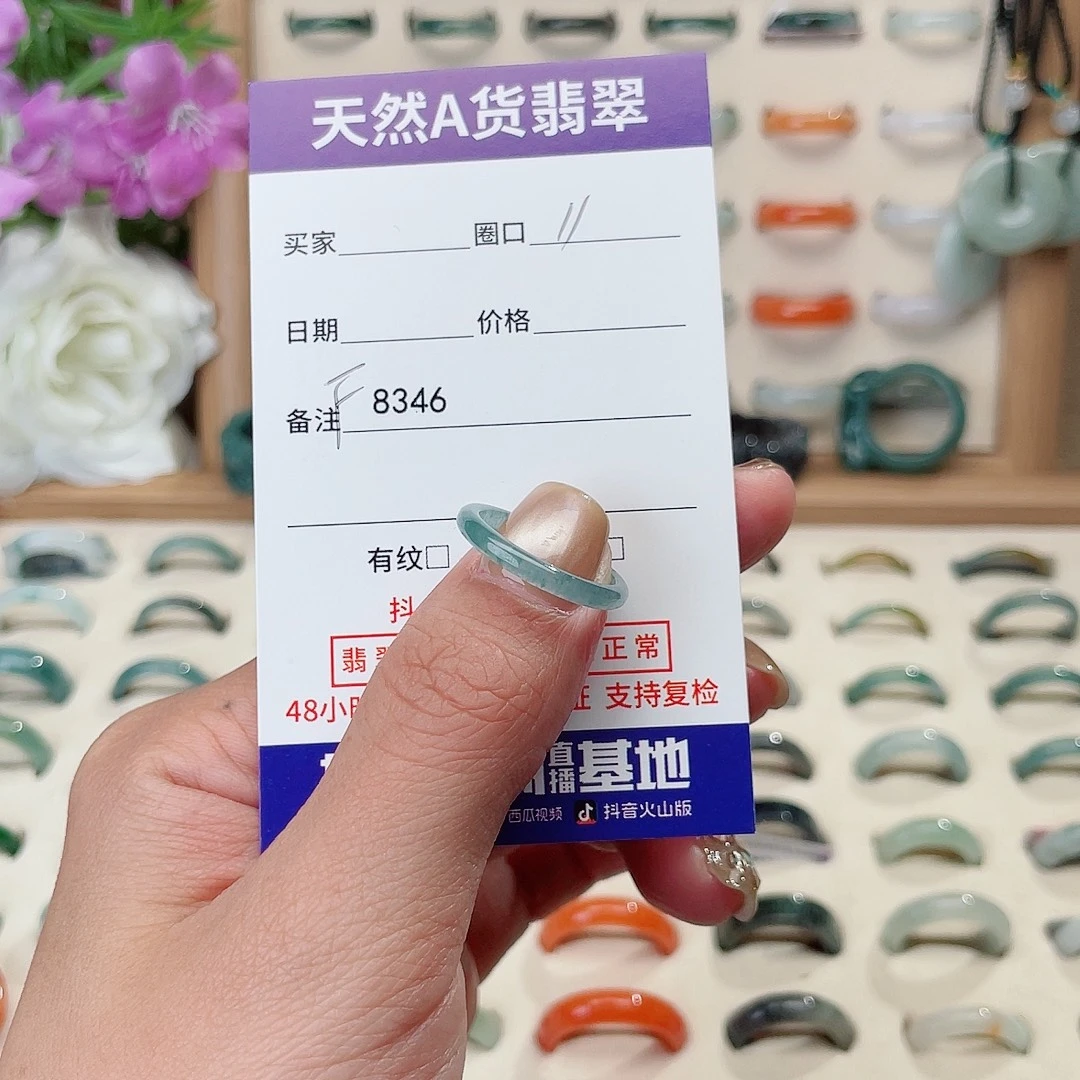 天然A货翡翠
买家 圈口 11
日期 价格
备注 F 8346
有纹
抖
翡 正常
48小 支持复检
直播基地
西瓜视频 抖音火山版